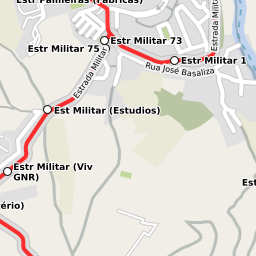 Estr Palmeiras (Fábricas)
Estr Militar 73
Estr Militar 75
Estrada Militar
Estrada Militar
Estr Militar 1
Rua José Basaliza
Est Militar (Estudios)
Estr Militar (Viv
GNR)
Est
ério)